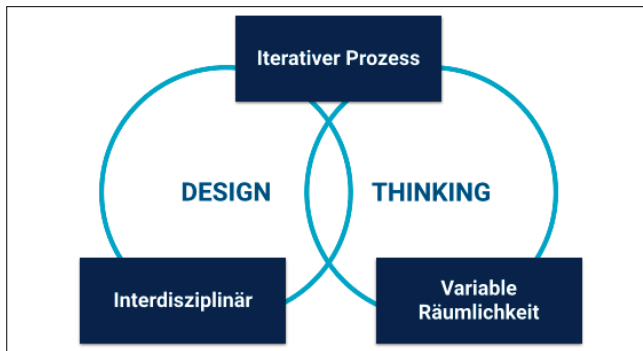 Iterativer Prozess
DESIGN
THINKING
Interdisziplinär
Variable
Räumlichkeit